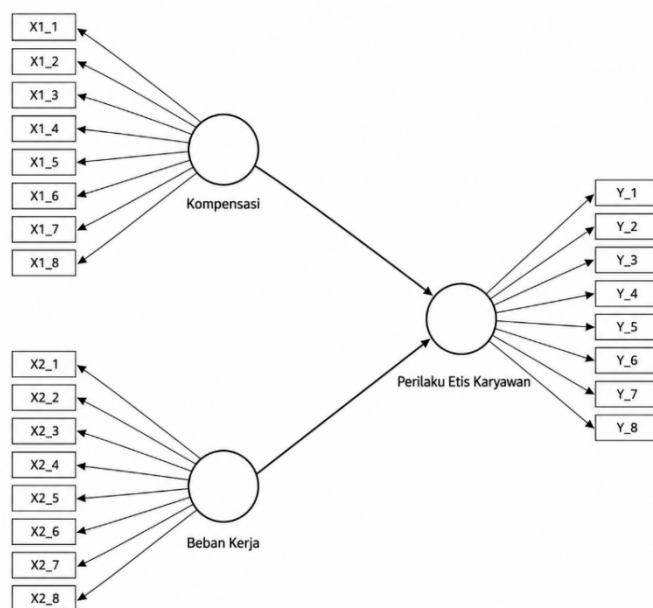 X1_1
X1_2
X1_3
X1_4
X1_5
X1_6
X1_7
X1_8
Kompensasi
Y_1
Y_2
Y_3
Y_4
Y_5
Y_6
Y_7
Y_8
Perilaku Etis Karyawan
X2_1
X2_2
X2_3
X2_4
X2_5
X2_6
X2_7
X2_8
Beban Kerja